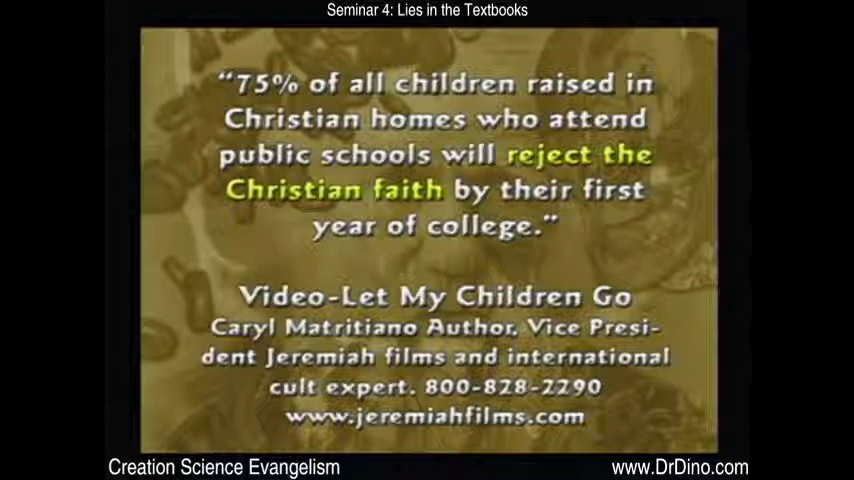 Seminar 4: Lies in the Textbooks
“75% of all children raised in
Christian homes who attend
public schools will reject the
Christian faith by their first
year of college.”
Video-Let My Children Go
Caryl Matritiano Author, Vice Presi-
dent Jeremiah films and international
cult expert. 800-828-2290
www.jeremiahfilms.com
Creation Science Evangelism
www.DrDino.com